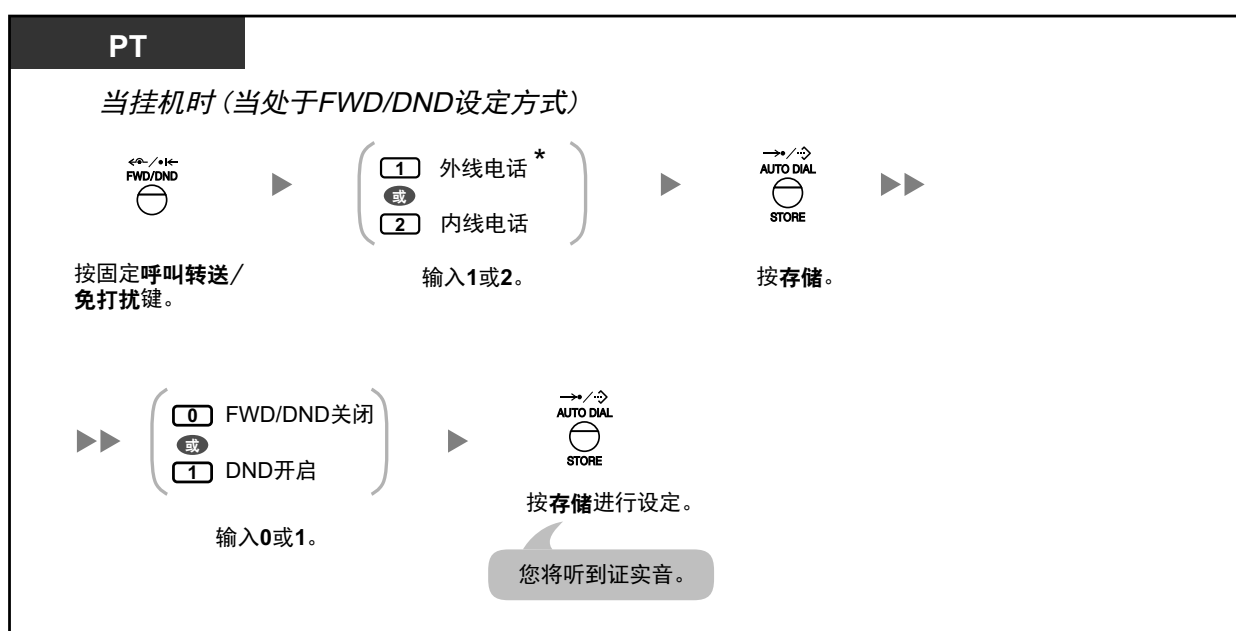 PT
当挂机时（当处于FWD/DND设定方式）
FWD/DND
1 外线电话*
或
2 内线电话
AUTO DIAL
STORE
按固定呼叫转送/
免打扰键。
输入1或2。
按存储。
0 FWD/DND关闭
或
1 DND开启
AUTO DIAL
STORE
输入0或1。
按存储进行设定。
您将听到证实音。